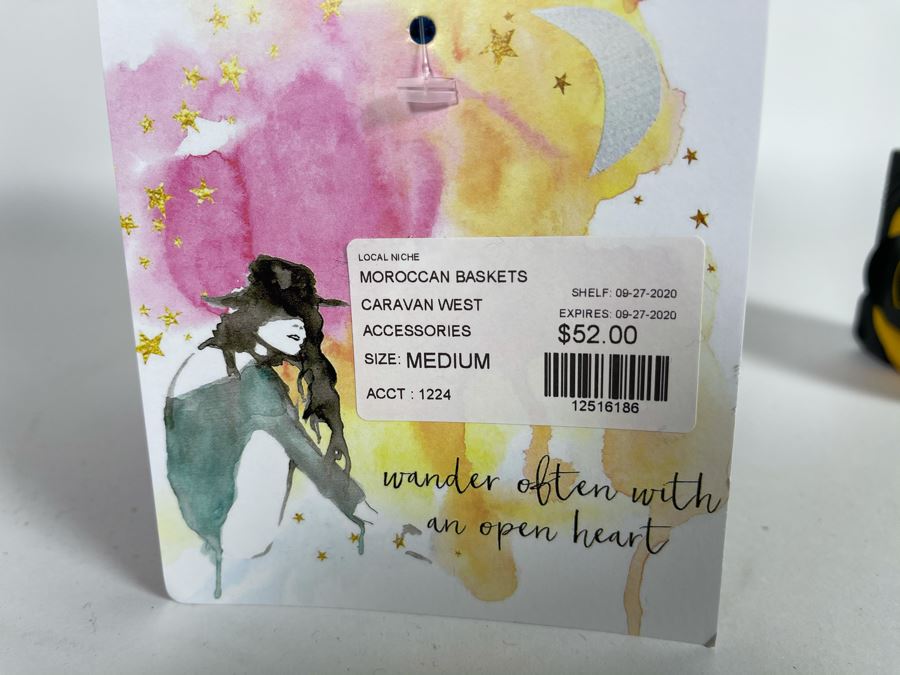 LOCAL NICHE
MOROCCAN BASKETS
SHELF: 09-27-2020
CARAVAN WEST
EXPIRES: 09-27-2020
ACCESSORIES
$52.00
SIZE: MEDIUM
ACCT : 1224
12516186
wander often with
an open heart